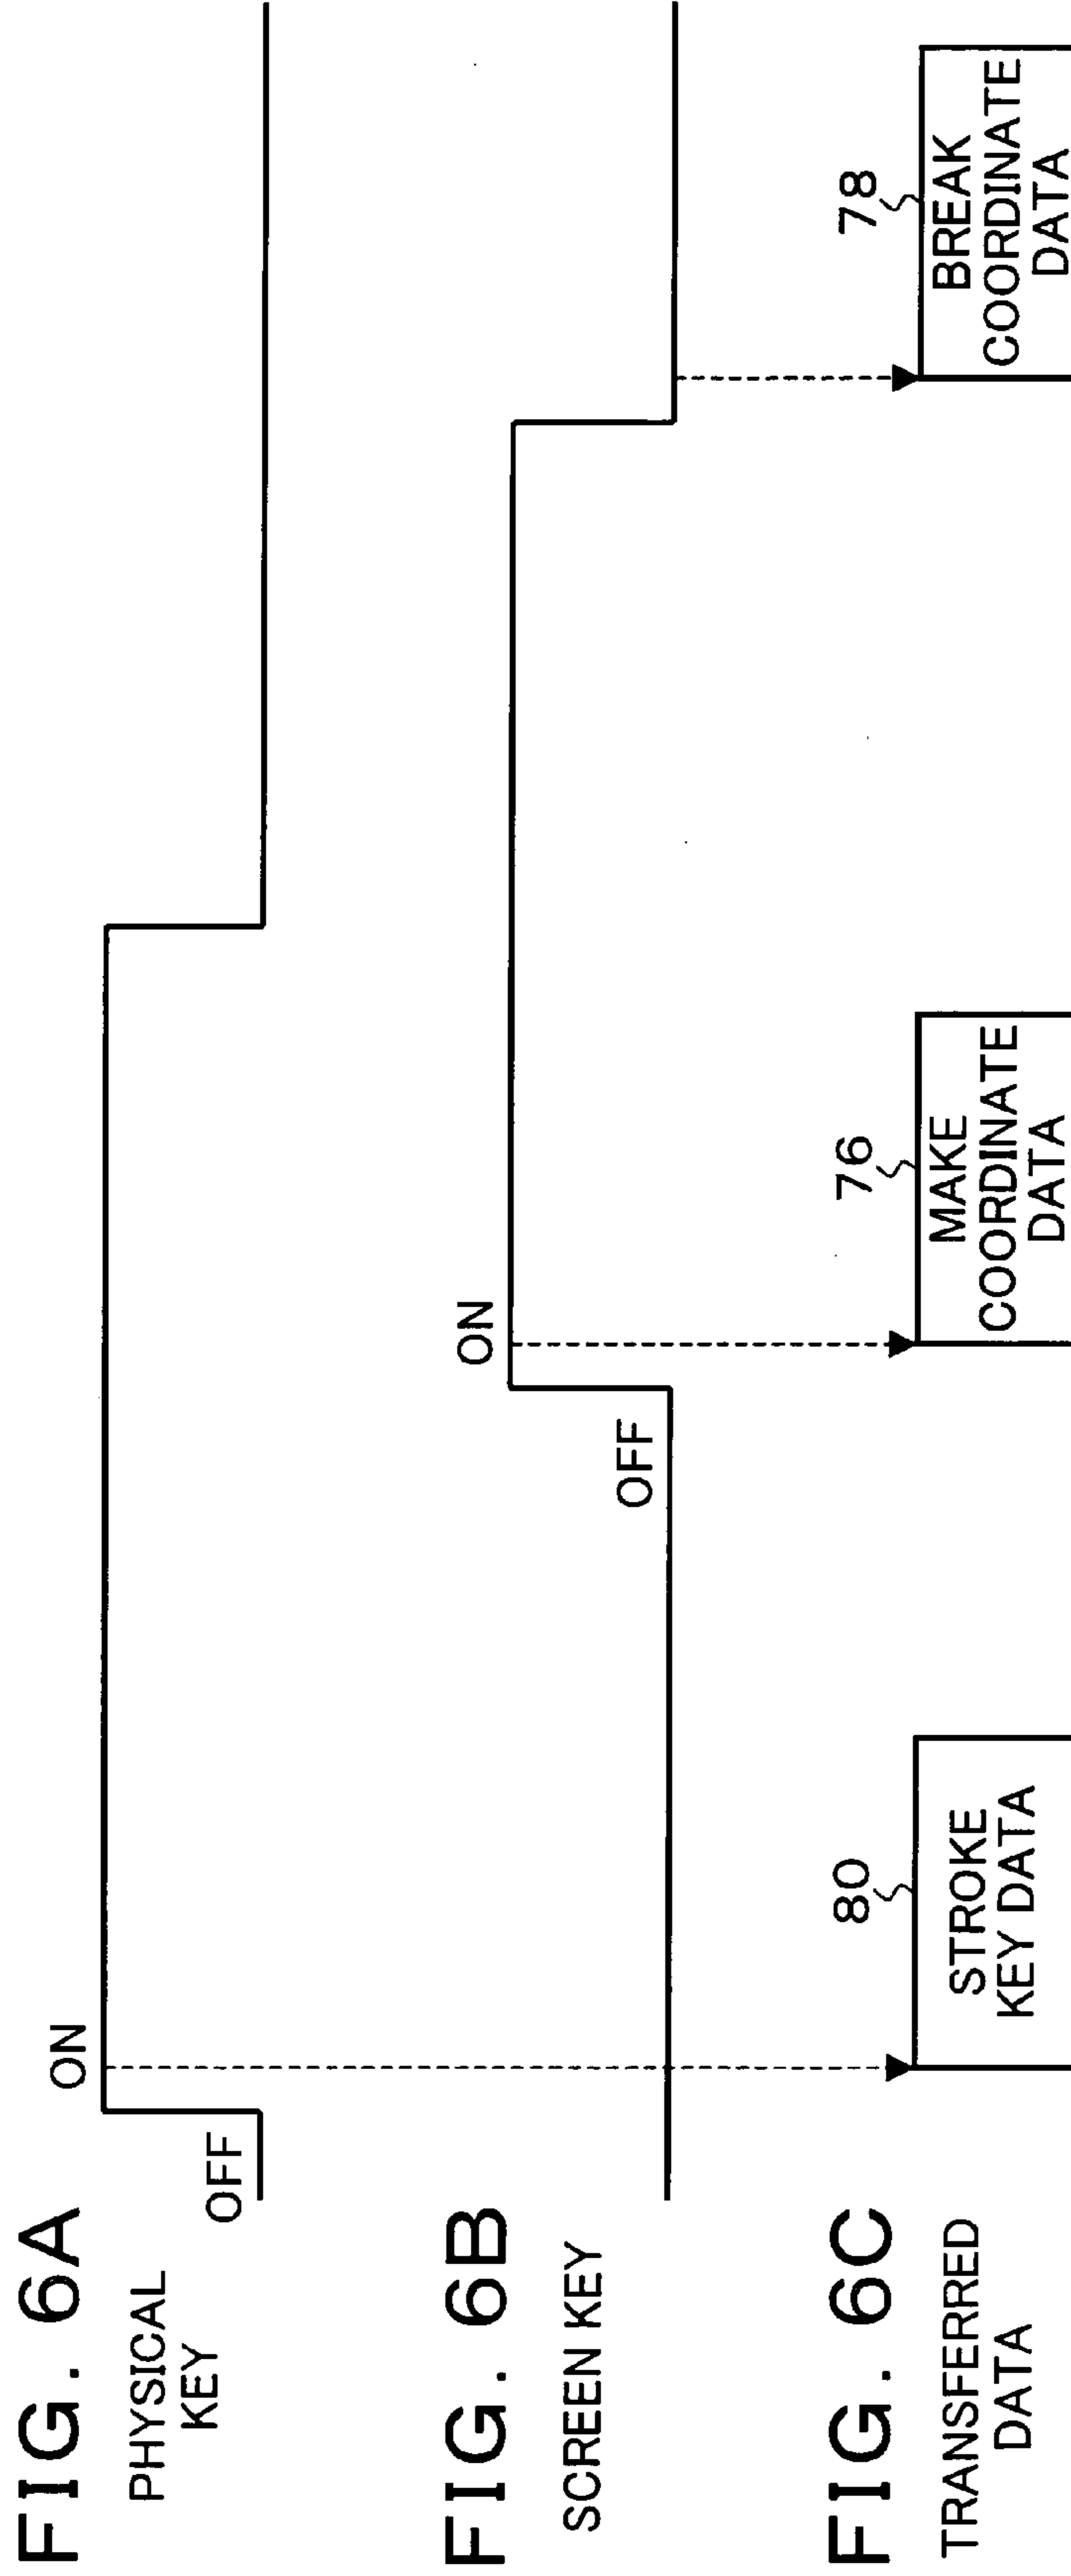 FIG. 6A
PHYSICAL
KEY
ON
OFF
FIG. 6B
SCREEN KEY
ON
OFF
FIG. 6C
TRANSFERRED
DATA
80
STROKE
KEY DATA
76
MAKE
COORDINATE
DATA
78
BREAK
COORDINATE
DATA